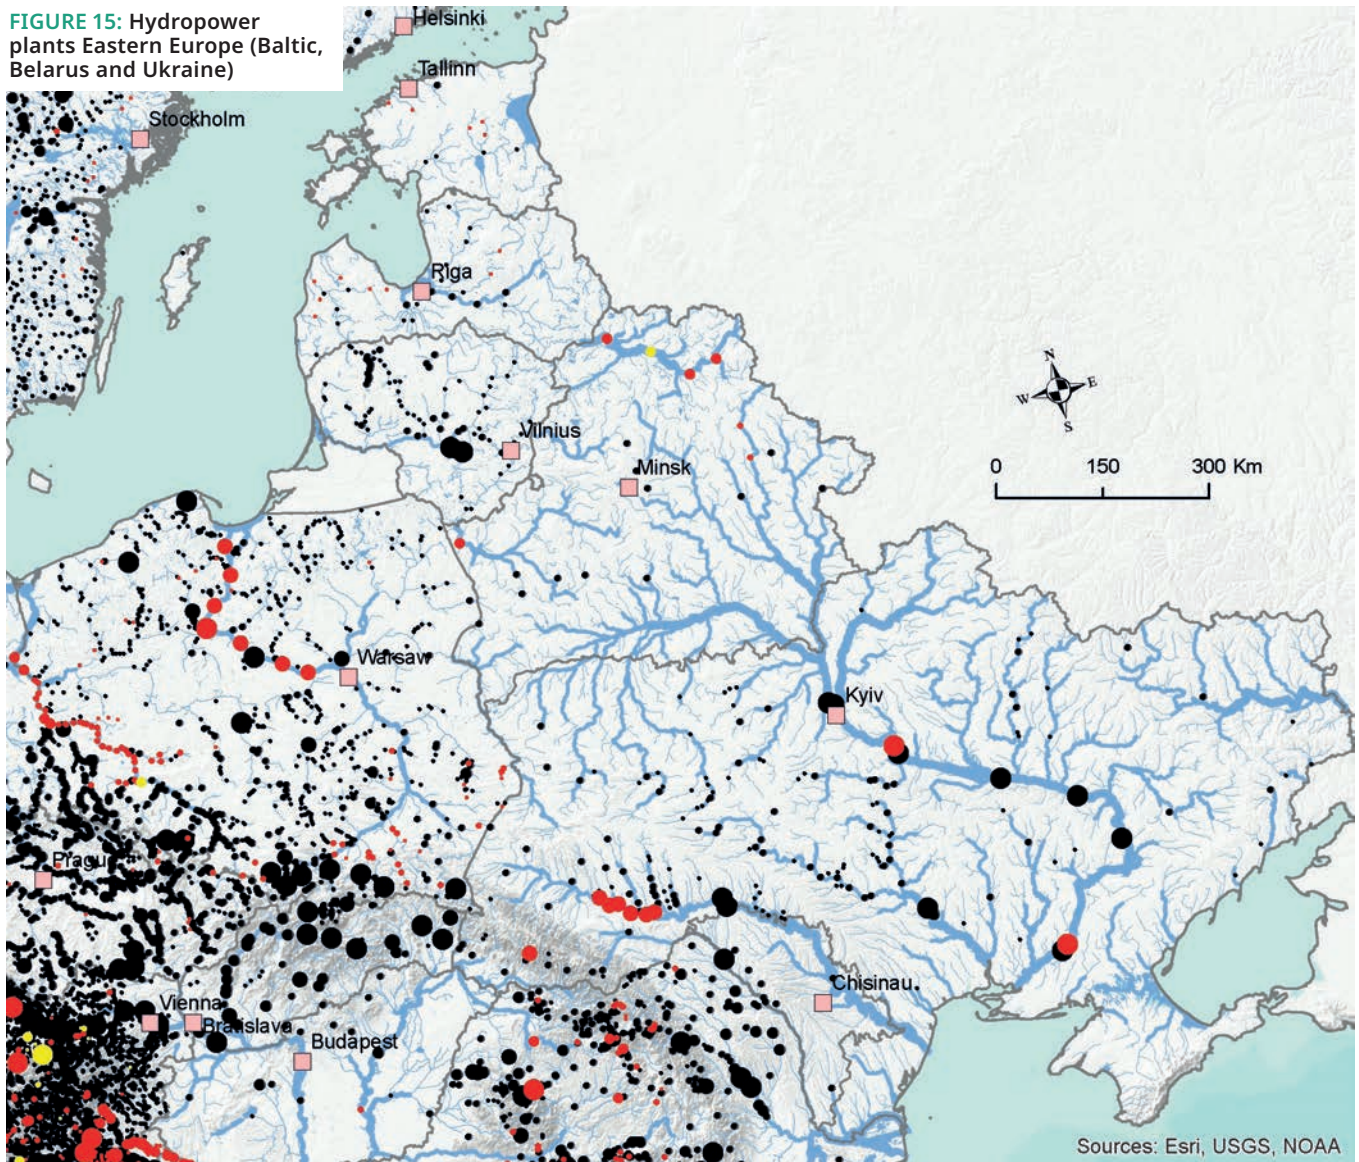 FIGURE 15: Hydropower
plants Eastern Europe (Baltic,
Belarus and Ukraine)
Helsinki
Tallinn
Stockholm
Riga
N
W
E
S
Vilnius
Minsk
0 150 300 Km
Warsaw
Kyiv
Pragu
Chisinau
Vienna
Bratislava
Budapest
Sources: Esri, USGS, NOAA